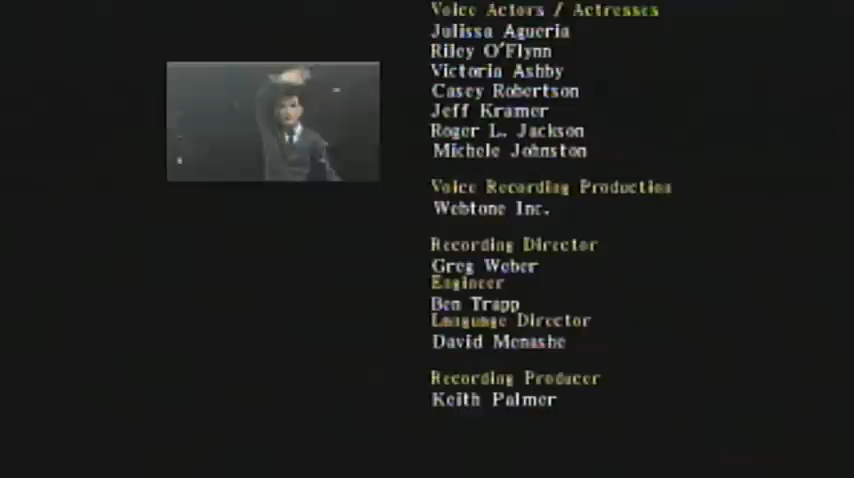 Voice Actors / Actresses
Julissa Agueria
Riley O'Flynn
Victoria Ashby
Casey Robertson
Jeff Kramer
Roger L. Jackson
Michele Johnston
Voice Recording Production
Webtone Inc.
Recording Director
Greg Weber
Engineer
Ben Trapp
Language Director
David Menashe
Recording Producer
Keith Palmer